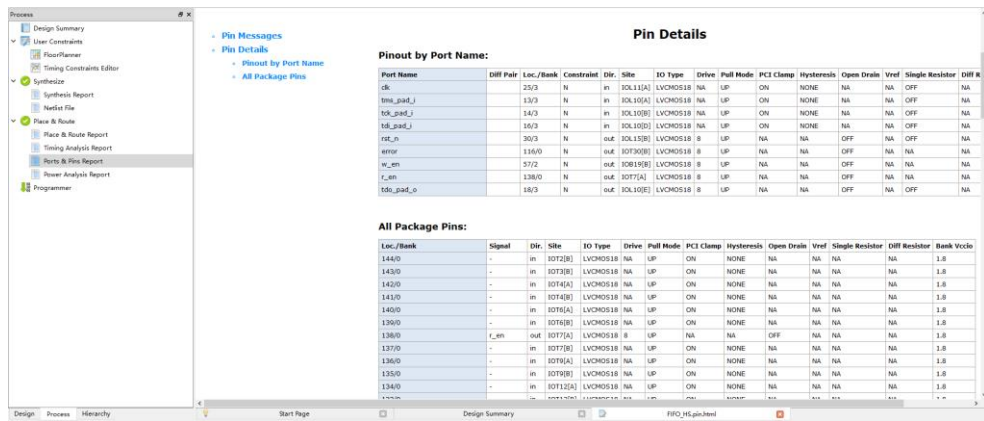 Process
Design Summary
User Constraints
FloorPlanner
Timing Constraints Editor
Synthesize
Synthesis Report
Netlist File
Place & Route
Place & Route Report
Timing Analysis Report
Ports & Pins Report
Power Analysis Report
Programmer
Design Process Hierarchy
Pin Messages
Pin Details
Pinout by Port Name
All Package Pins
Pin Details
Pinout by Port Name:
Port Name Diff Pair Loc./Bank Constraint Dir. Site IO Type Drive Pull Mode PCI Clamp Hysteresis Open Drain Vref Single Resistor Diff R
clk 25/3 N in IOL11[A] LVCMOS18 NA UP ON NONE NA NA OFF NA
tms_pad_i 13/3 N in IOL10[A] LVCMOS18 NA UP ON NONE NA NA OFF NA
tck_pad_i 14/3 N in IOL10[B] LVCMOS18 NA UP ON NONE NA NA OFF NA
tdi_pad_i 16/3 N in IOL10[D] LVCMOS18 NA UP ON NONE NA NA OFF NA
rst_n 30/3 N out IOL15[B] LVCMOS18 8 UP NA NA OFF NA OFF NA
error 116/0 N out IOT30[B] LVCMOS18 8 UP NA NA OFF NA OFF NA
w_en 57/2 N out IOB19[B] LVCMOS18 8 UP NA NA OFF NA OFF NA
r_en 138/0 N out IOT7[A] LVCMOS18 8 UP NA NA OFF NA OFF NA
tdo_pad_o 18/3 N out IOL10[E] LVCMOS18 8 UP NA NA OFF NA OFF NA
All Package Pins:
Loc./Bank Signal Dir. Site IO Type Drive Pull Mode PCI Clamp Hysteresis Open Drain Vref Single Resistor Diff Resistor Bank Vccio
144/0 - in IOT2[B] LVCMOS18 NA UP ON NONE NA NA NA NA 1.8
143/0 - in IOT3[B] LVCMOS18 NA UP ON NONE NA NA NA NA 1.8
142/0 - in IOT4[A] LVCMOS18 NA UP ON NONE NA NA NA NA 1.8
141/0 - in IOT4[B] LVCMOS18 NA UP ON NONE NA NA NA NA 1.8
140/0 - in IOT6[A] LVCMOS18 NA UP ON NONE NA NA NA NA 1.8
139/0 - in IOT6[B] LVCMOS18 NA UP ON NONE NA NA NA NA 1.8
138/0 r_en out IOT7[A] LVCMOS18 8 UP NA NA OFF NA NA NA 1.8
137/0 - in IOT7[B] LVCMOS18 NA UP ON NONE NA NA NA NA 1.8
136/0 - in IOT9[A] LVCMOS18 NA UP ON NONE NA NA NA NA 1.8
135/0 - in IOT9[B] LVCMOS18 NA UP ON NONE NA NA NA NA 1.8
134/0 - in IOT12[A] LVCMOS18 NA UP ON NONE NA NA NA NA 1.8
Start Page Design Summary FIFO_HS.pin.html